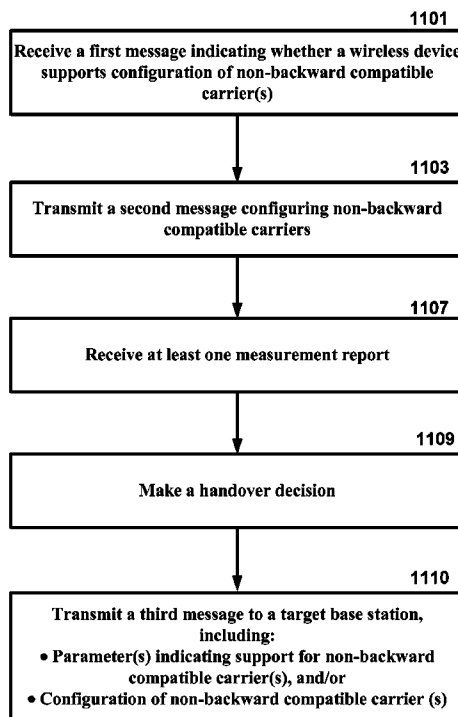 1101
Receive a first message indicating whether a wireless device
supports configuration of non-backward compatible
carrier(s)
1103
Transmit a second message configuring non-backward
compatible carriers
1107
Receive at least one measurement report
1109
Make a handover decision
1110
Transmit a third message to a target base station,
including:
• Parameter(s) indicating support for non-backward
compatible carrier(s), and/or
• Configuration of non-backward compatible carrier (s)